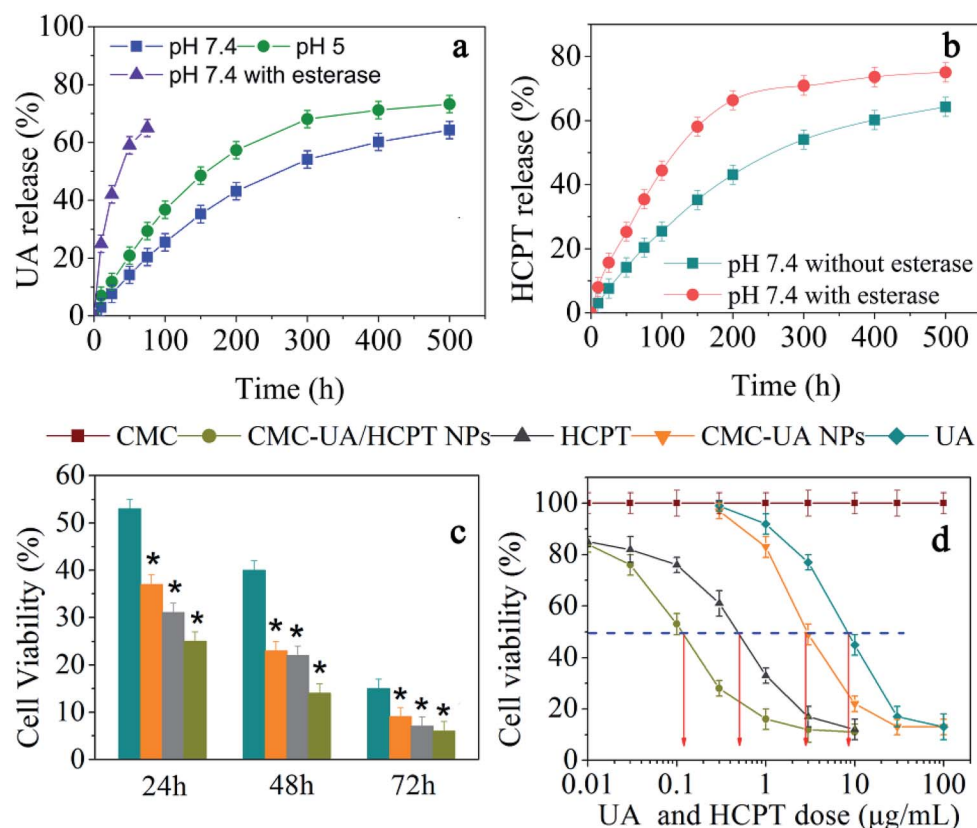 100
80
60
40
20
0
UA release (%)
pH 7.4
pH 5
pH 7.4 with esterase
a
0 100 200 300 400 500
Time (h)
80
60
40
20
0
HCPT release (%)
b
pH 7.4 without esterase
pH 7.4 with esterase
0 100 200 300 400 500
Time (h)
CMC CMC-UA/HCPT NPs HCPT CMC-UA NPs UA
60
50
40
30
20
10
0
Cell Viability (%)
c
* * *
* * *
* * *
24h 48h 72h
100
80
60
40
20
0
Cell viability (%)
d
0.01 0.1 1 10 100
UA and HCPT dose (μg/mL)